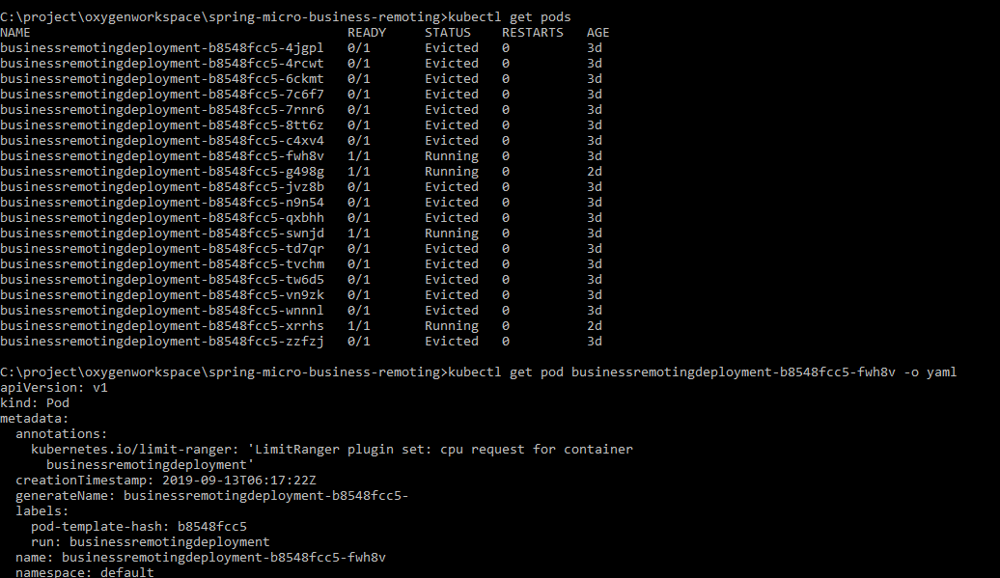 C:\project\oxygenworkspace\spring-micro-business-remoting>kubectl get pods
NAME READY STATUS RESTARTS AGE
businessremotingdeployment-b8548fcc5-4jgpl 0/1 Evicted 0 3d
businessremotingdeployment-b8548fcc5-4rcwt 0/1 Evicted 0 3d
businessremotingdeployment-b8548fcc5-6ckmt 0/1 Evicted 0 3d
businessremotingdeployment-b8548fcc5-7c6f7 0/1 Evicted 0 3d
businessremotingdeployment-b8548fcc5-7rnr6 0/1 Evicted 0 3d
businessremotingdeployment-b8548fcc5-8tt6z 0/1 Evicted 0 3d
businessremotingdeployment-b8548fcc5-c4xv4 0/1 Evicted 0 3d
businessremotingdeployment-b8548fcc5-fwh8v 1/1 Running 0 3d
businessremotingdeployment-b8548fcc5-g498g 1/1 Running 0 2d
businessremotingdeployment-b8548fcc5-jvz8b 0/1 Evicted 0 3d
businessremotingdeployment-b8548fcc5-n9n54 0/1 Evicted 0 3d
businessremotingdeployment-b8548fcc5-qxbhh 0/1 Evicted 0 3d
businessremotingdeployment-b8548fcc5-swnjd 1/1 Running 0 3d
businessremotingdeployment-b8548fcc5-td7qr 0/1 Evicted 0 3d
businessremotingdeployment-b8548fcc5-tvchm 0/1 Evicted 0 3d
businessremotingdeployment-b8548fcc5-tw6d5 0/1 Evicted 0 3d
businessremotingdeployment-b8548fcc5-vn9zk 0/1 Evicted 0 3d
businessremotingdeployment-b8548fcc5-wnnnl 0/1 Evicted 0 3d
businessremotingdeployment-b8548fcc5-xrrhs 1/1 Running 0 2d
businessremotingdeployment-b8548fcc5-zzfzj 0/1 Evicted 0 3d
C:\project\oxygenworkspace\spring-micro-business-remoting>kubectl get pod businessremotingdeployment-b8548fcc5-fwh8v -o yaml
apiVersion: v1
kind: Pod
metadata:
  annotations:
    kubernetes.io/limit-ranger: 'LimitRanger plugin set: cpu request for container
      businessremotingdeployment'
  creationTimestamp: 2019-09-13T06:17:22Z
  generateName: businessremotingdeployment-b8548fcc5-
  labels:
    pod-template-hash: b8548fcc5
    run: businessremotingdeployment
  name: businessremotingdeployment-b8548fcc5-fwh8v
  namespace: default